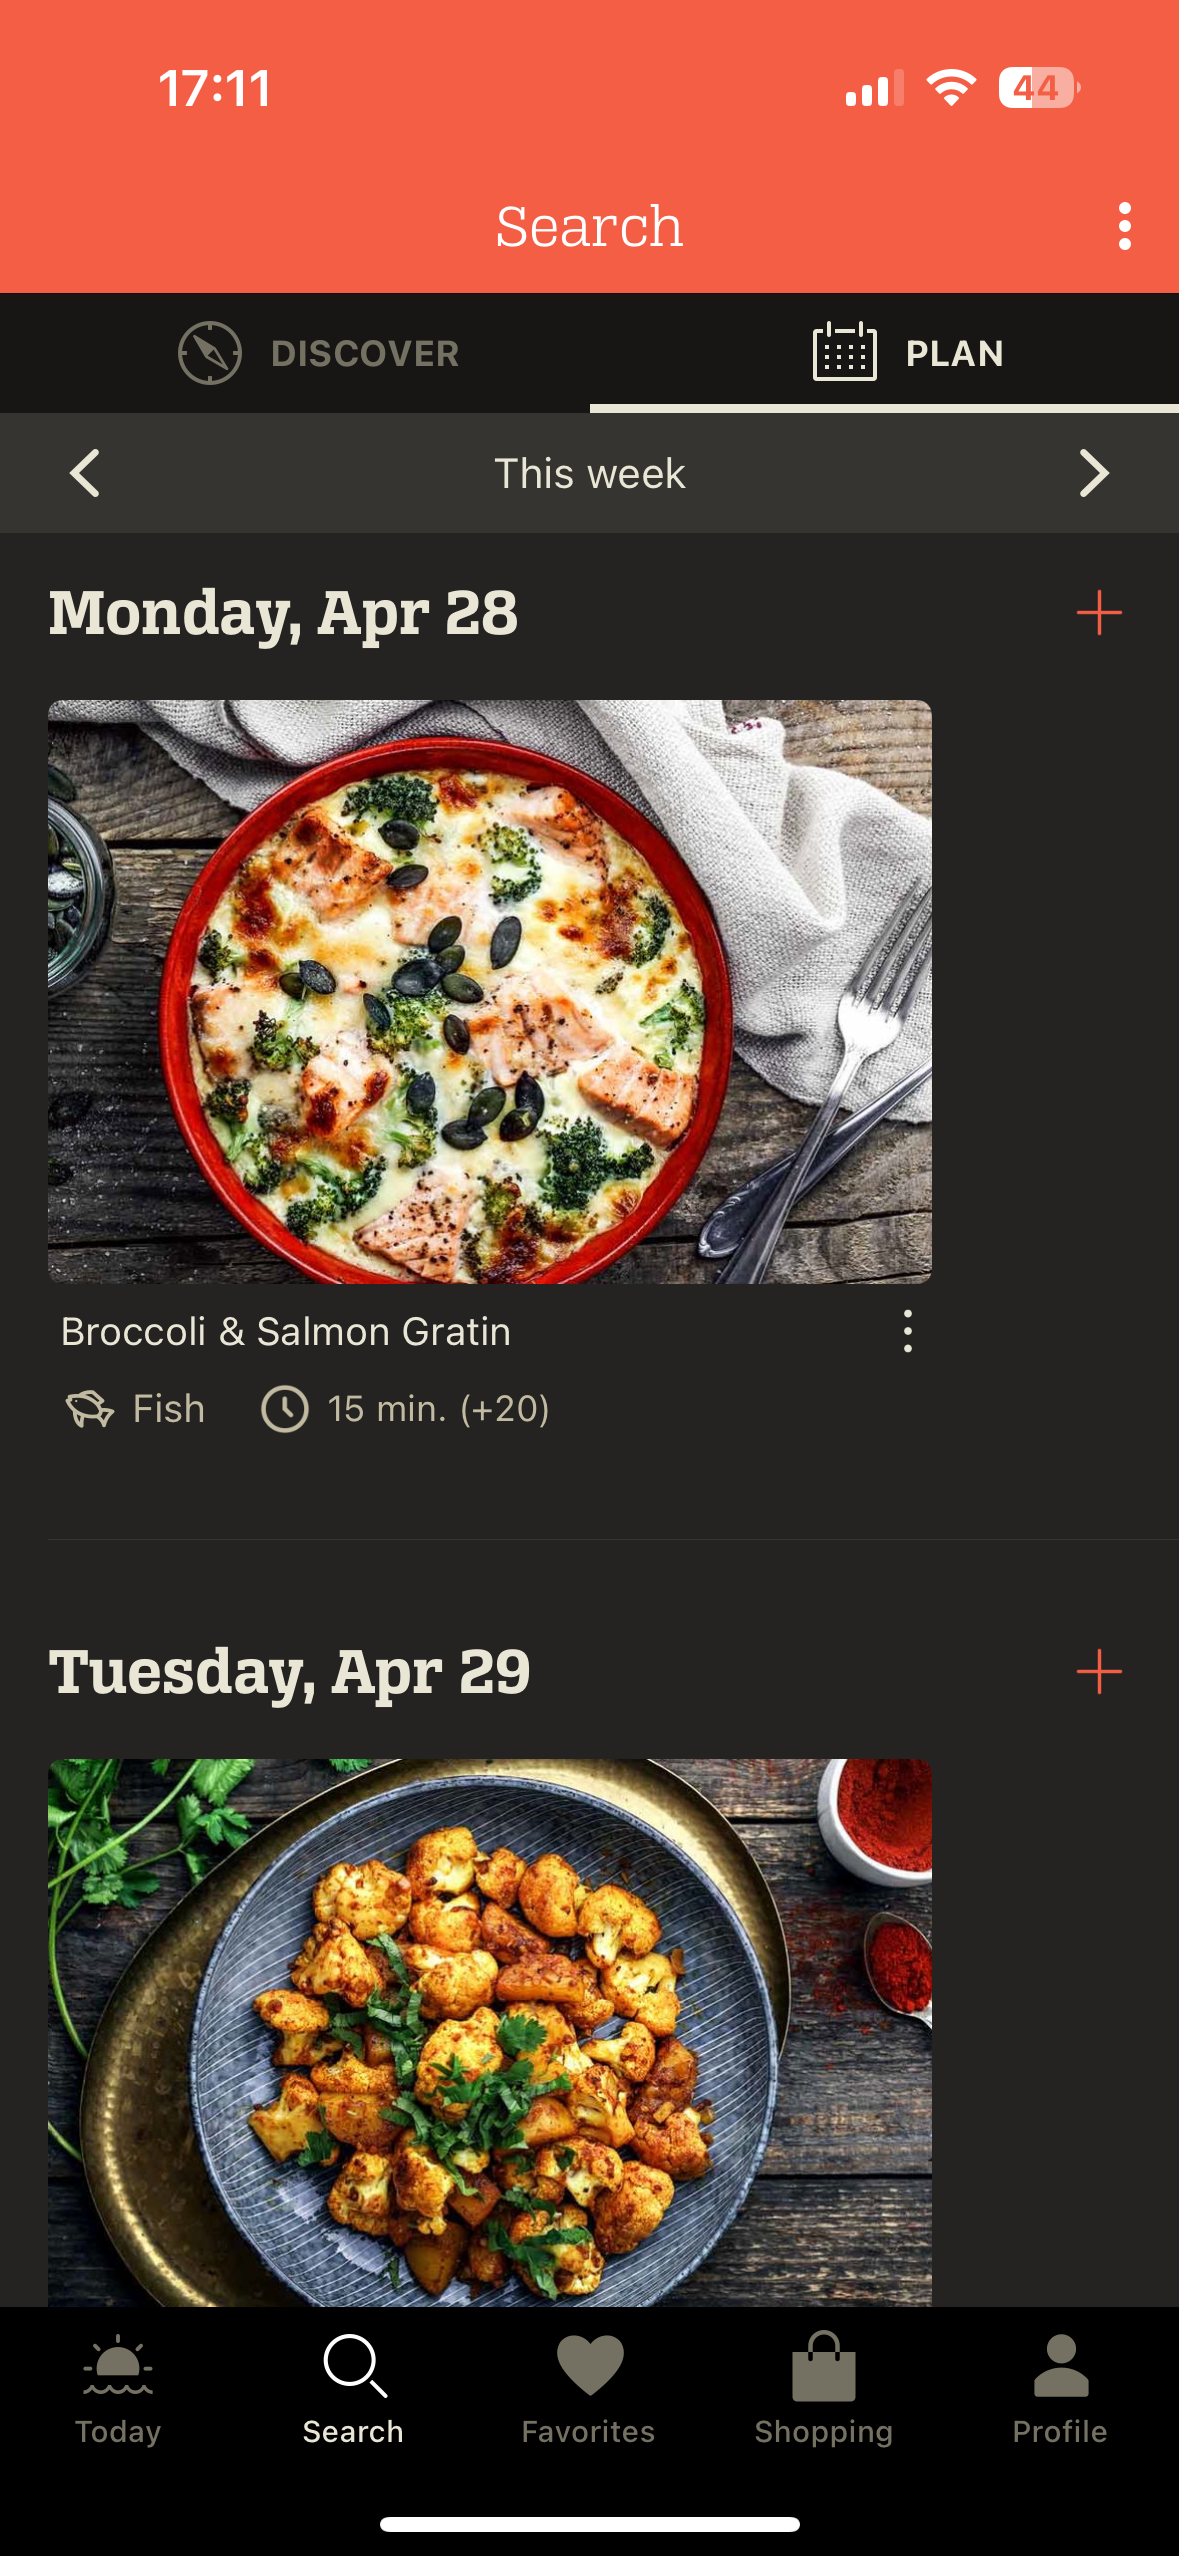 17:11
44
Search
DISCOVER
PLAN
This week
Monday, Apr 28
Broccoli & Salmon Gratin
Fish
15 min. (+20)
Tuesday, Apr 29
Today
Search
Favorites
Shopping
Profile